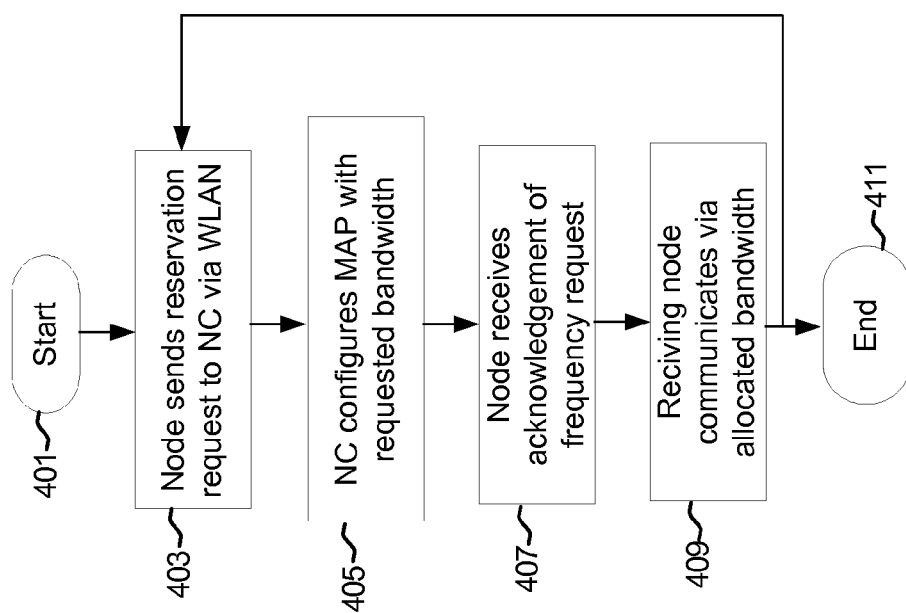 Start
401
Node sends reservation
request to NC via WLAN
403
NC configures MAP with
requested bandwidth
405
Node receives
acknowledgement of
frequency request
407
Reciving node
communicates via
allocated bandwidth
409
End
411